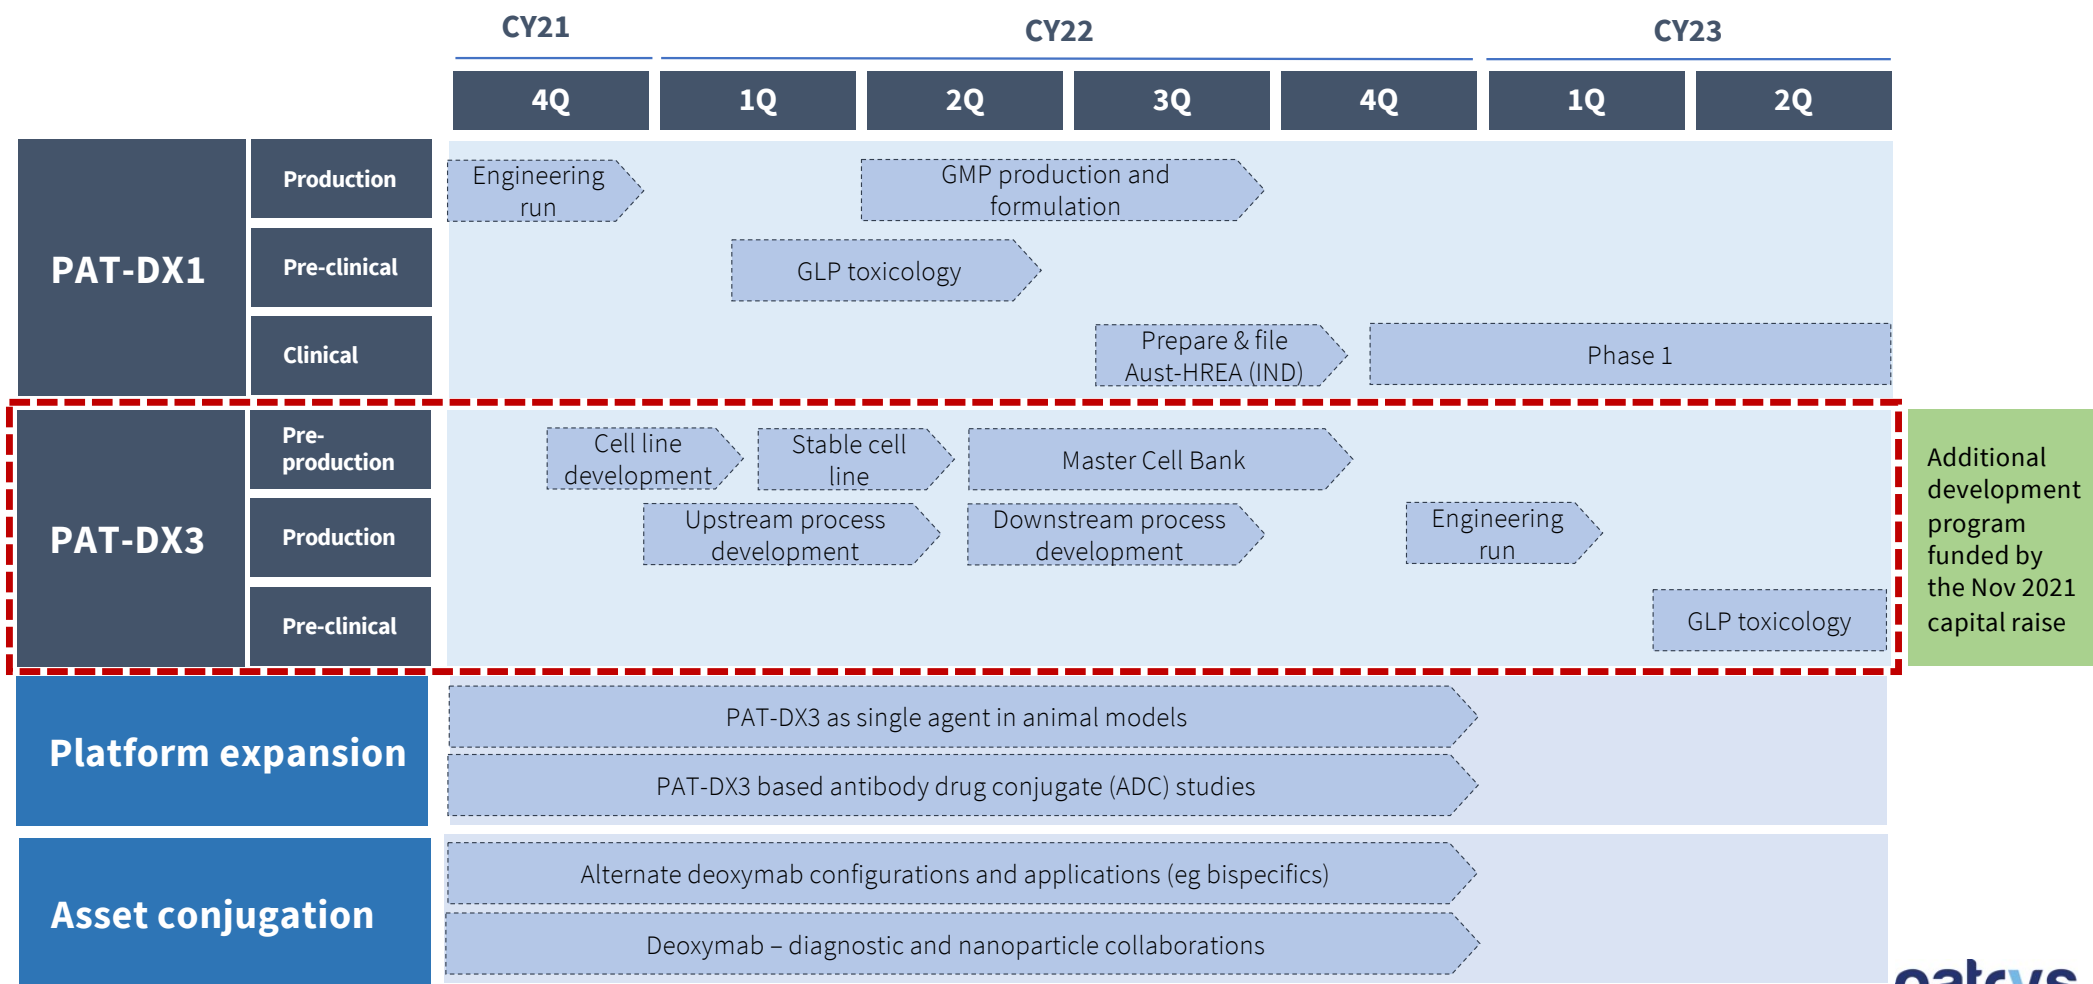 CY21
CY22
CY23
4Q
1Q
2Q
3Q
4Q
1Q
2Q
PAT-DX1
Production
Engineering
run
GMP production and
formulation
Pre-clinical
GLP toxicology
Clinical
Prepare & file
Aust-HREA (IND)
Phase 1
PAT-DX3
Pre-
production
Cell line
development
Stable cell
line
Master Cell Bank
Production
Upstream process
development
Downstream process
development
Engineering
run
Pre-clinical
GLP toxicology
Additional
development
program
funded by
the Nov 2021
capital raise
Platform expansion
PAT-DX3 as single agent in animal models
PAT-DX3 based antibody drug conjugate (ADC) studies
Asset conjugation
Alternate deoxymab configurations and applications (eg bispecifics)
Deoxymab – diagnostic and nanoparticle collaborations
patrys